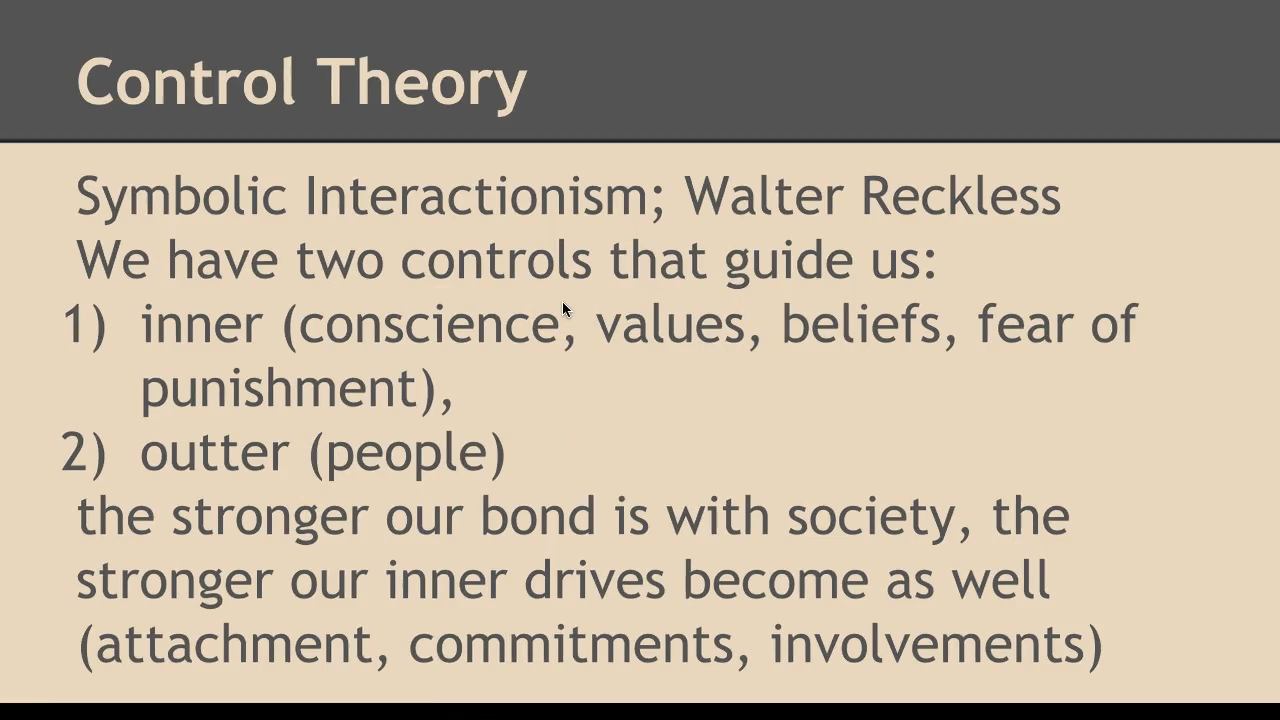 Control Theory
Symbolic Interactionism; Walter Reckless
We have two controls that guide us:
1) inner (conscience, values, beliefs, fear of
punishment),
2) outter (people)
the stronger our bond is with society, the
stronger our inner drives become as well
(attachment, commitments, involvements)